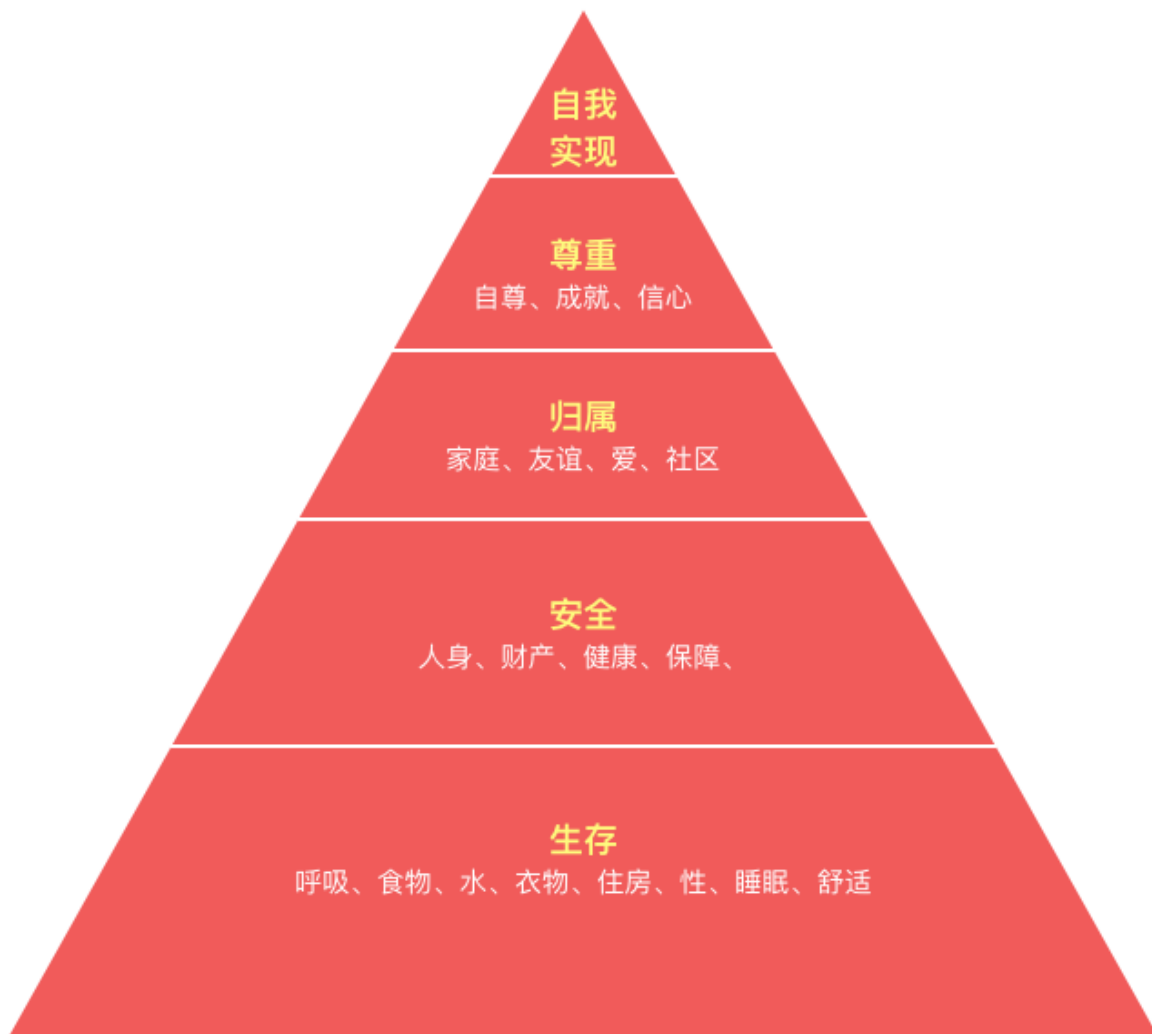 自我
实现
尊重
自尊、成就、信心
归属
家庭、友谊、爱、社区
安全
人身、财产、健康、保障、
生存
呼吸、食物、水、衣物、住房、性、睡眠、舒适